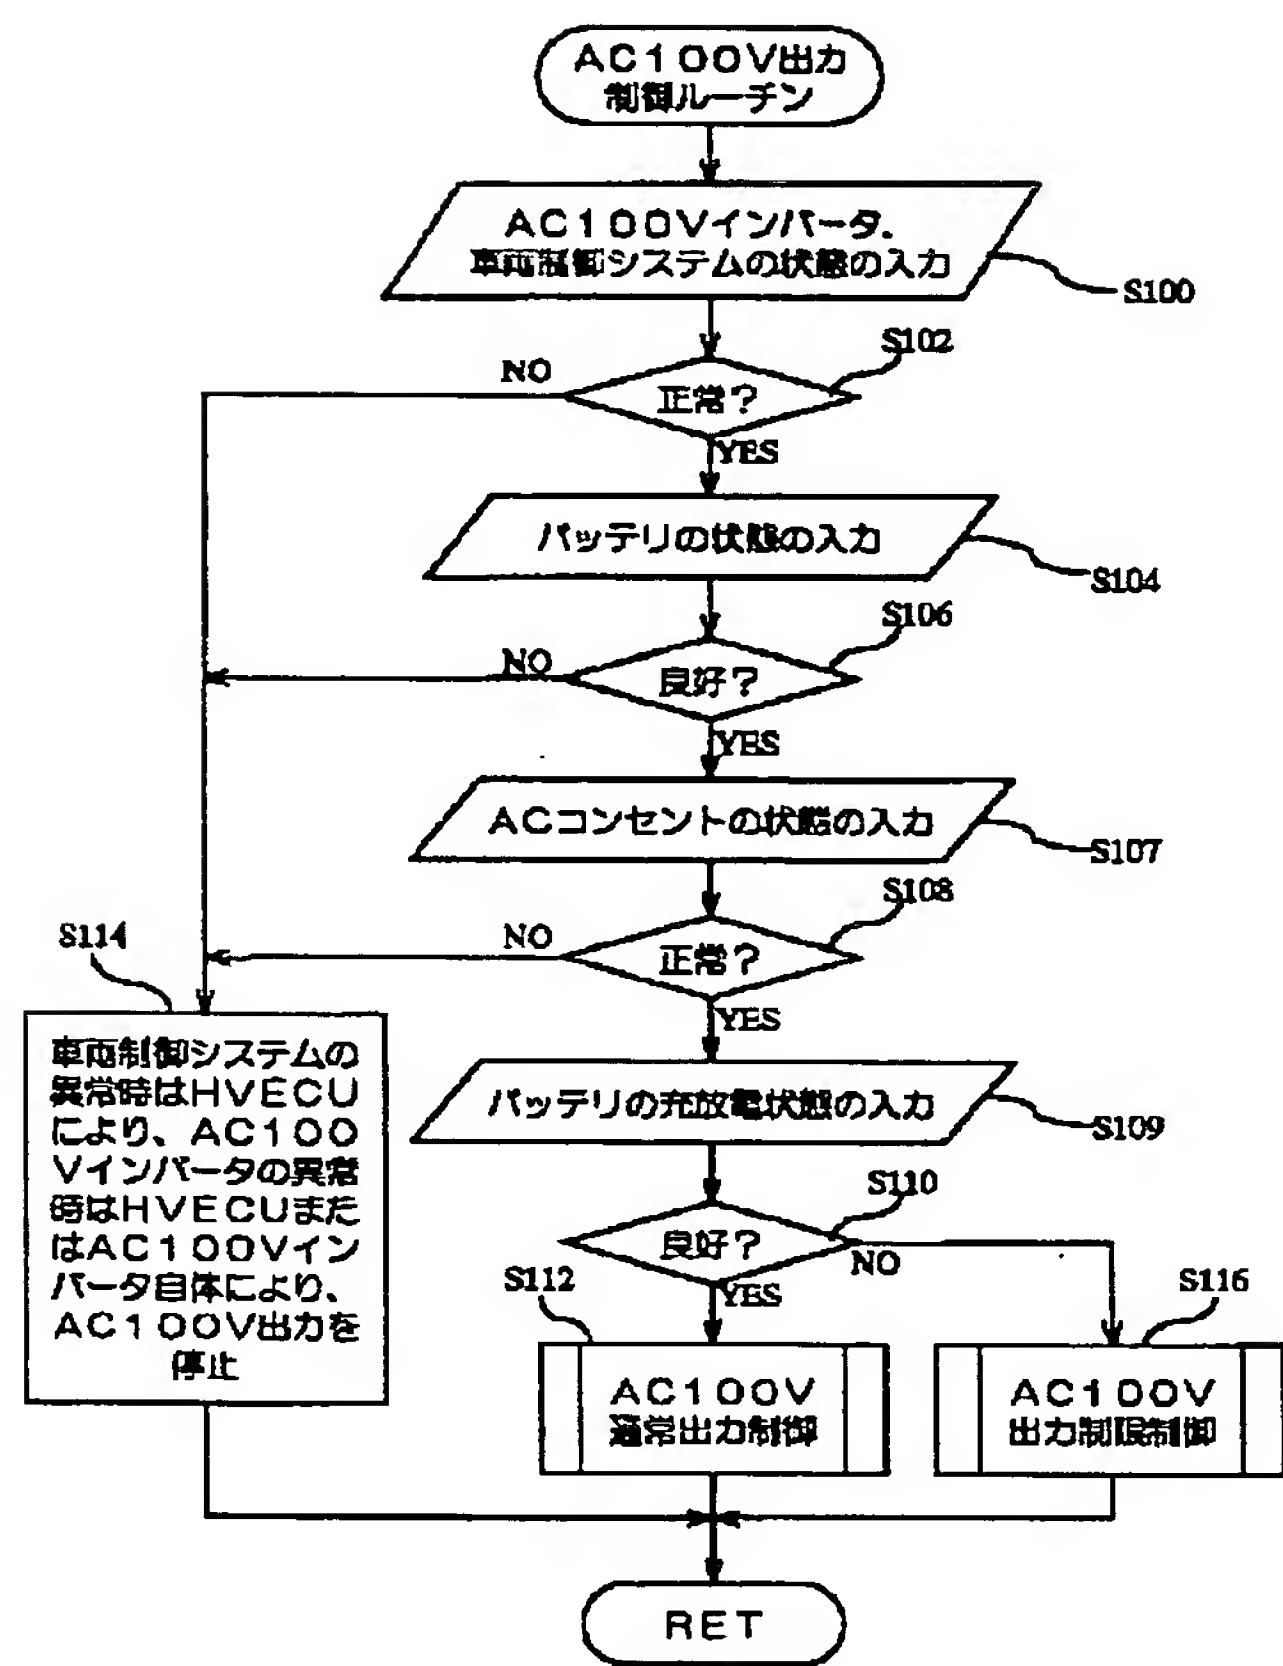 AC100V出力
制御ルーチン
AC100Vインバータ.
車両制御システムの状態の入力
S100
S102
NO
正常?
YES
バッテリの状態の入力
S104
S106
NO
良好?
YES
ACコンセントの状態の入力
S107
S108
NO
正常?
YES
バッテリの充放電状態の入力
S109
S110
良好?
NO
YES
S114
車両制御システムの
異常時はHVECU
により、AC100
Vインバータの異常
時はHVECUまた
はAC100Vイン
バータ自体により、
AC100V出力を
停止
S112
AC100V
通常出力制御
S116
AC100V
出力制限制御
RET